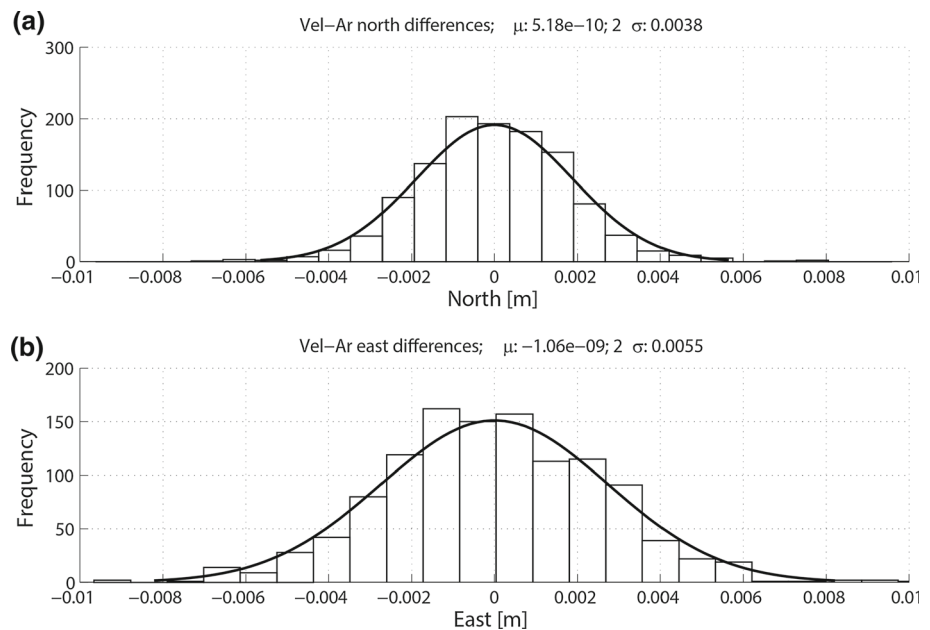 (a)
Vel−Ar north differences; μ: 5.18e−10; 2 σ: 0.0038
300
200
100
0
Frequency
−0.01 −0.008 −0.006 −0.004 −0.002 0 0.002 0.004 0.006 0.008 0.01
North [m]
(b)
Vel−Ar east differences; μ: −1.06e−09; 2 σ: 0.0055
200
150
100
50
0
Frequency
−0.01 −0.008 −0.006 −0.004 −0.002 0 0.002 0.004 0.006 0.008 0.01
East [m]